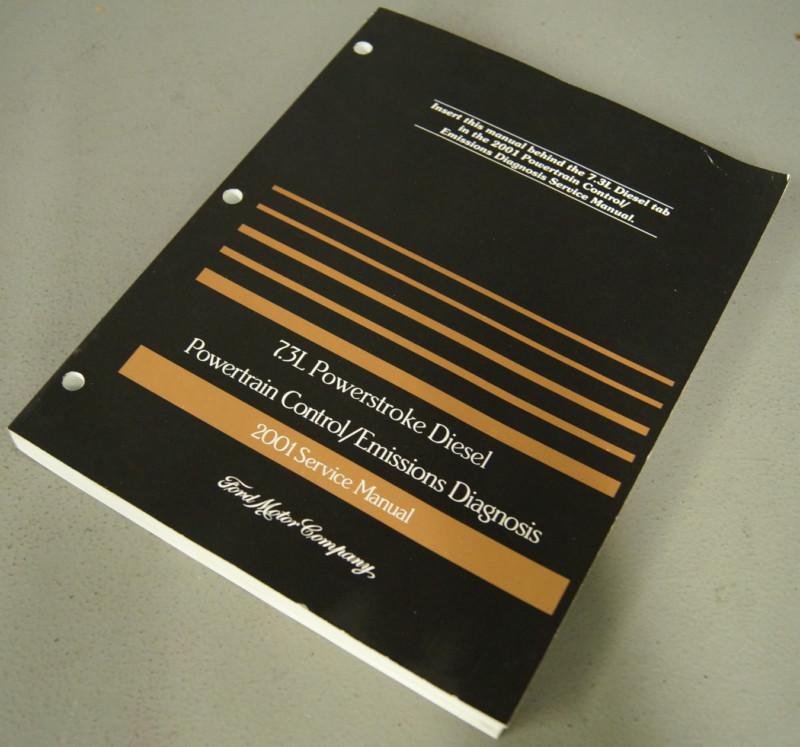 Insert this manual behind the 7.3L Diesel tab
in the 2001 Powertrain Control/
Emissions Diagnosis Service Manual.
7.3L Powerstroke Diesel
Powertrain Control/Emissions Diagnosis
2001 Service Manual
Ford Motor Company